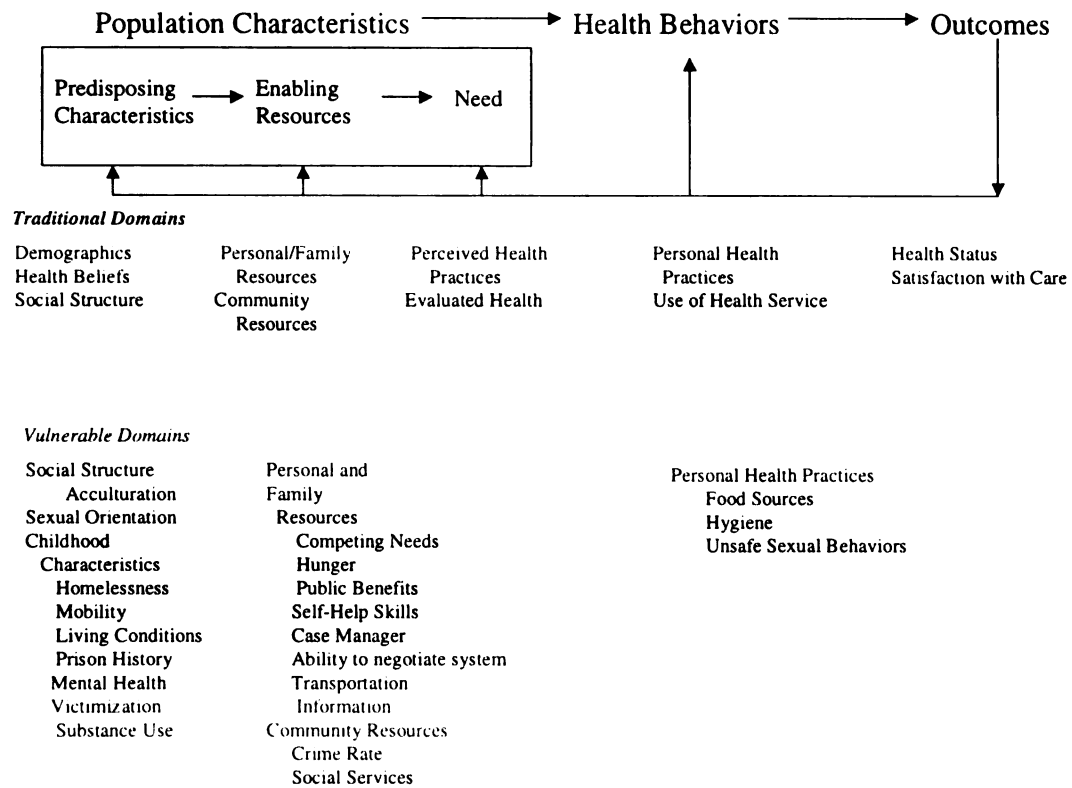 Population Characteristics Health Behaviors Outcomes
Predisposing
Characteristics
Enabling
Resources
Need
Traditional Domains
Demographics
Health Beliefs
Social Structure
Personal/Family
Resources
Community
Resources
Perceived Health
Practices
Evaluated Health
Personal Health
Practices
Use of Health Service
Health Status
Satisfaction with Care
Vulnerable Domains
Social Structure
Acculturation
Sexual Orientation
Childhood
Characteristics
Homelessness
Mobility
Living Conditions
Prison History
Mental Health
Victimization
Substance Use
Personal and
Family
Resources
Competing Needs
Hunger
Public Benefits
Self-Help Skills
Case Manager
Ability to negotiate system
Transportation
Information
Community Resources
Crime Rate
Social Services
Personal Health Practices
Food Sources
Hygiene
Unsafe Sexual Behaviors